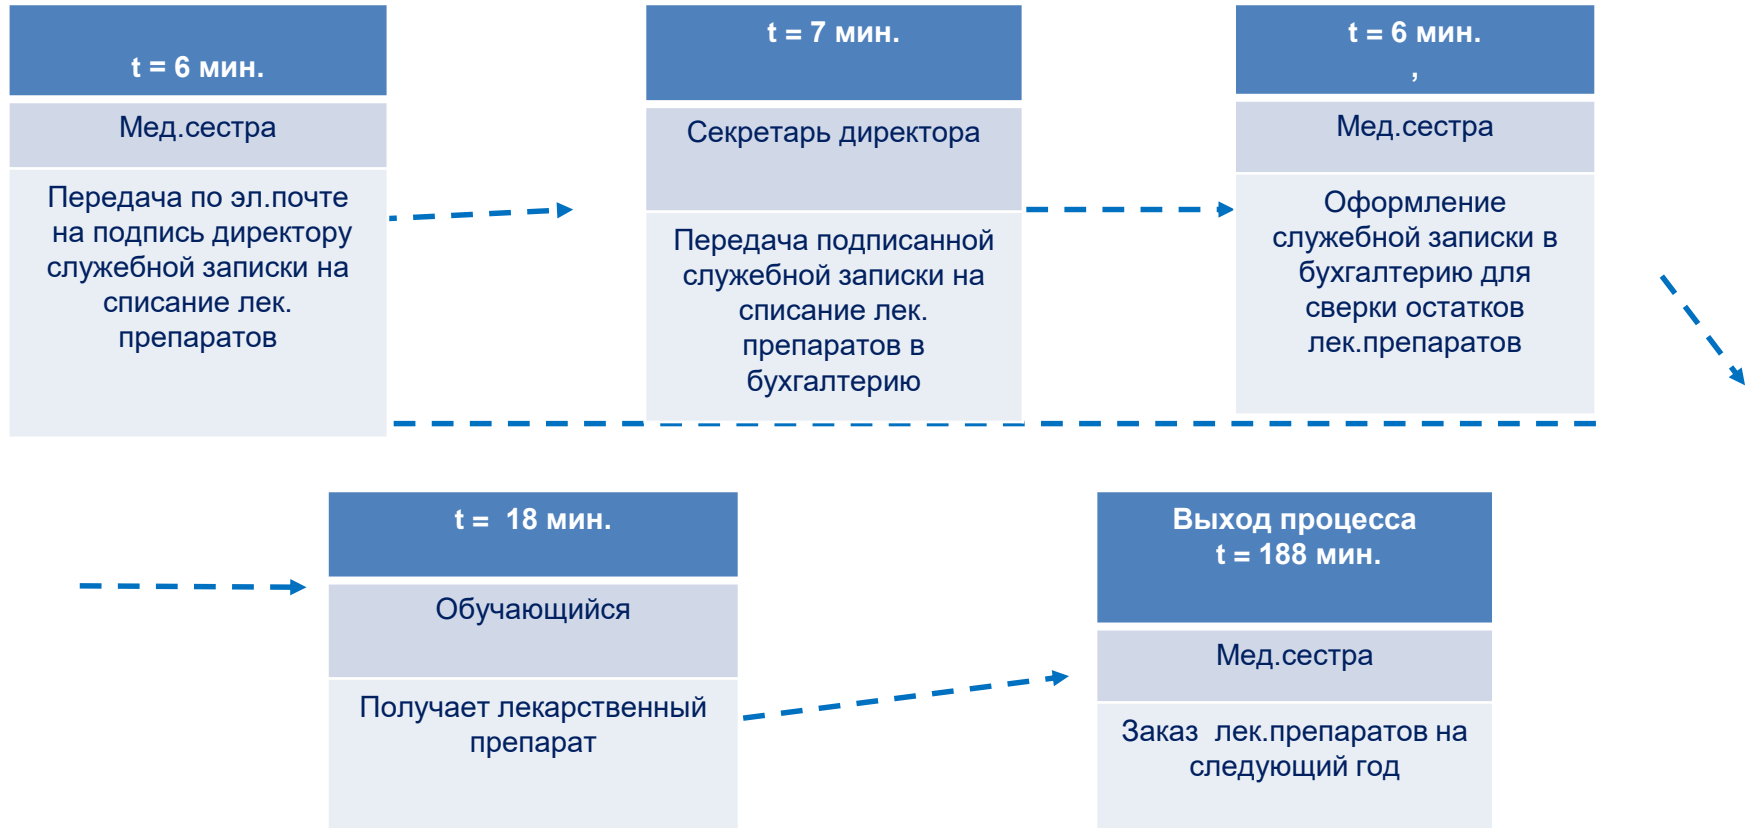 t = 6 мин.
Мед.сестра
Передача по эл.почте
на подпись директору
служебной записки на
списание лек.
препаратов
t = 7 мин.
Секретарь директора
Передача подписанной
служебной записки на
списание лек.
препаратов в
бухгалтерию
t = 6 мин.
,
Мед.сестра
Оформление
служебной записки в
бухгалтерию для
сверки остатков
лек.препаратов
t = 18 мин.
Обучающийся
Получает лекарственный
препарат
Выход процесса
t = 188 мин.
Мед.сестра
Заказ лек.препаратов на
следующий год